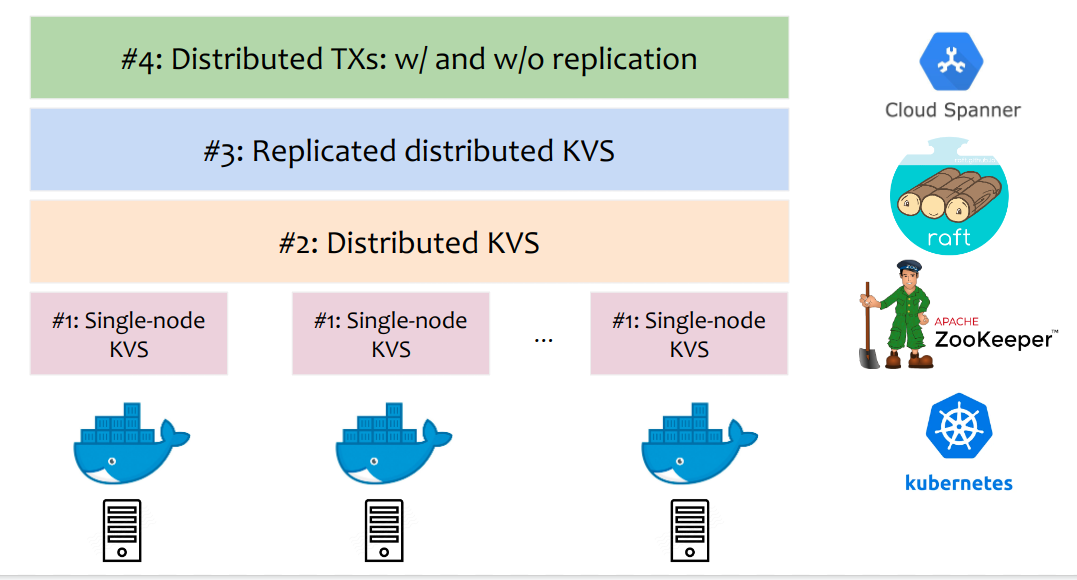 #4: Distributed TXs: w/ and w/o replication
#3: Replicated distributed KVS
#2: Distributed KVS
#1: Single-node
KVS
#1: Single-node
KVS
...
#1: Single-node
KVS
Cloud Spanner
raft
APACHE
ZooKeeper™
kubernetes